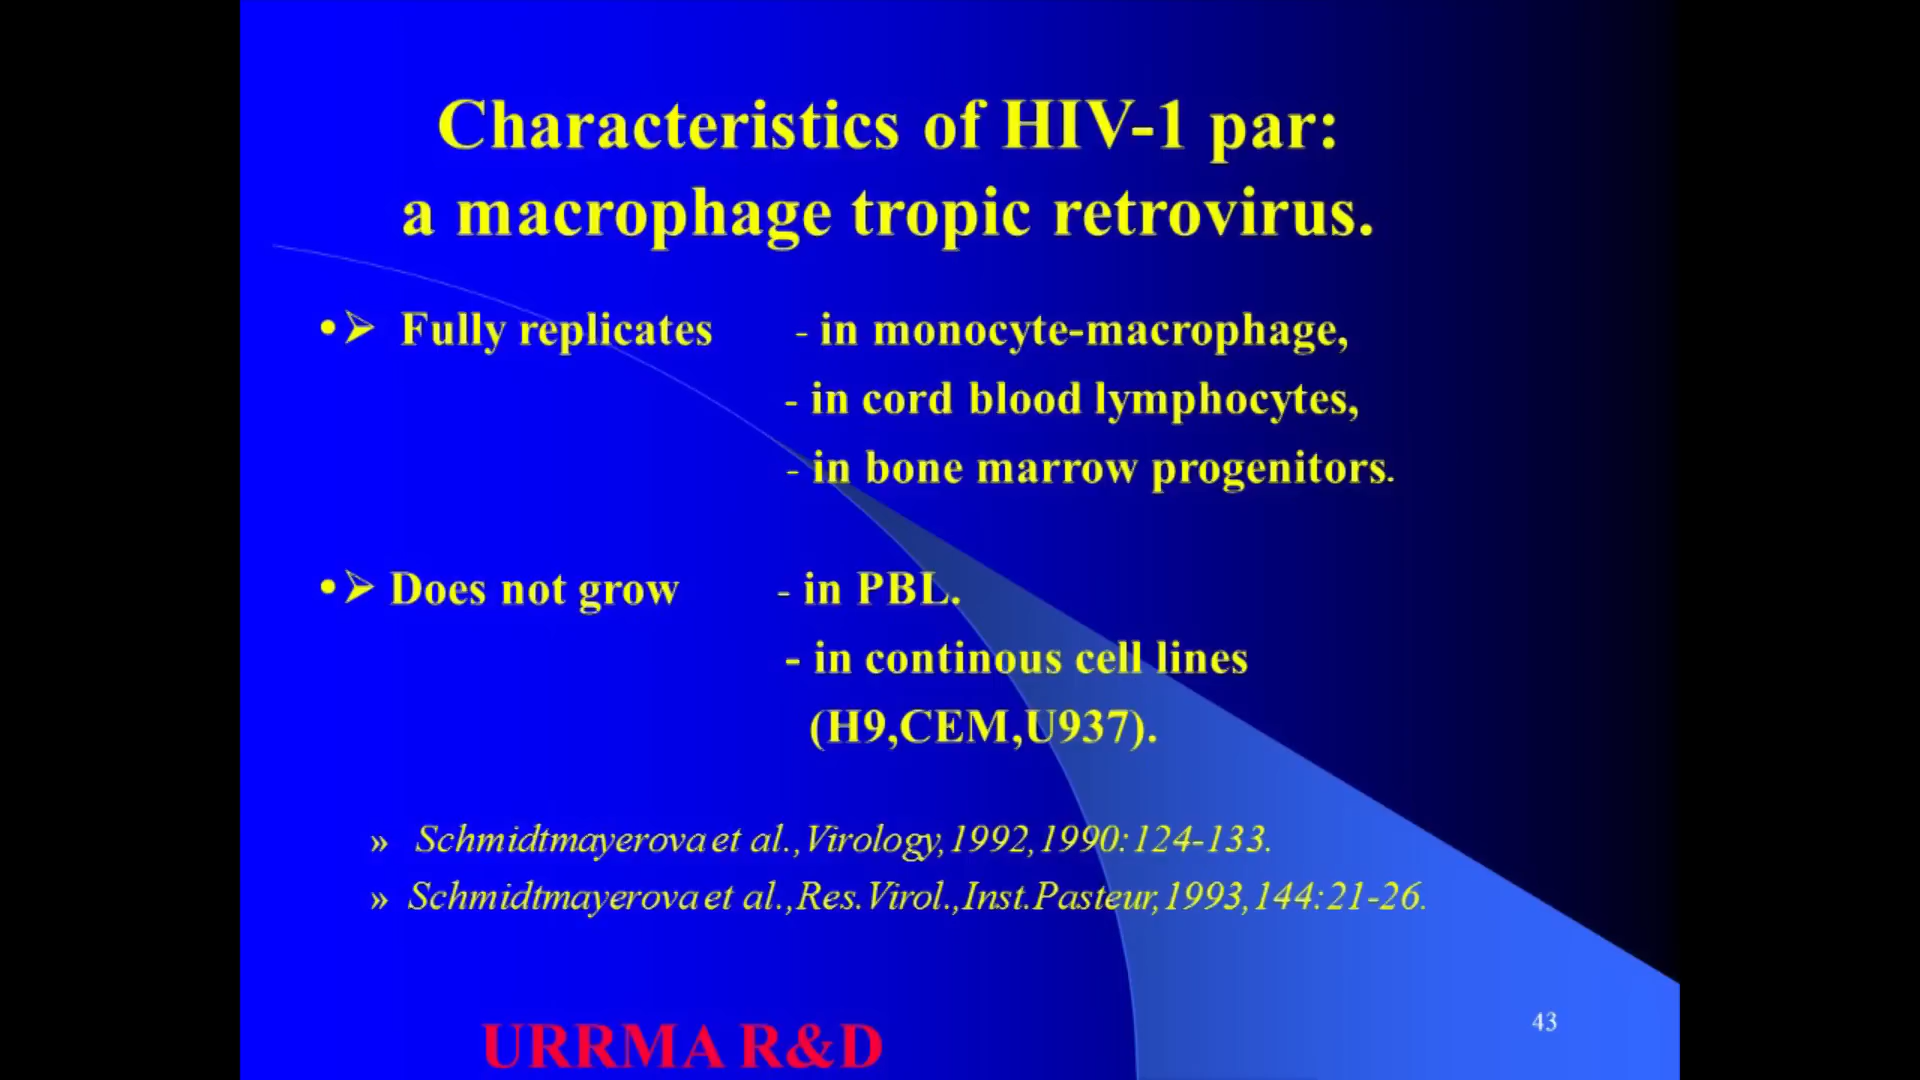 Characteristics of HIV-1 par:
a macrophage tropic retrovirus.
•➢ Fully replicates - in monocyte-macrophage,
- in cord blood lymphocytes,
- in bone marrow progenitors.
•➢ Does not grow - in PBL.
- in continous cell lines
(H9,CEM,U937).
» Schmidtmayerova et al.,Virology,1992,1990:124-133.
» Schmidtmayerova et al.,Res.Virol.,Inst.Pasteur,1993,144:21-26.
URRMA R&D
43